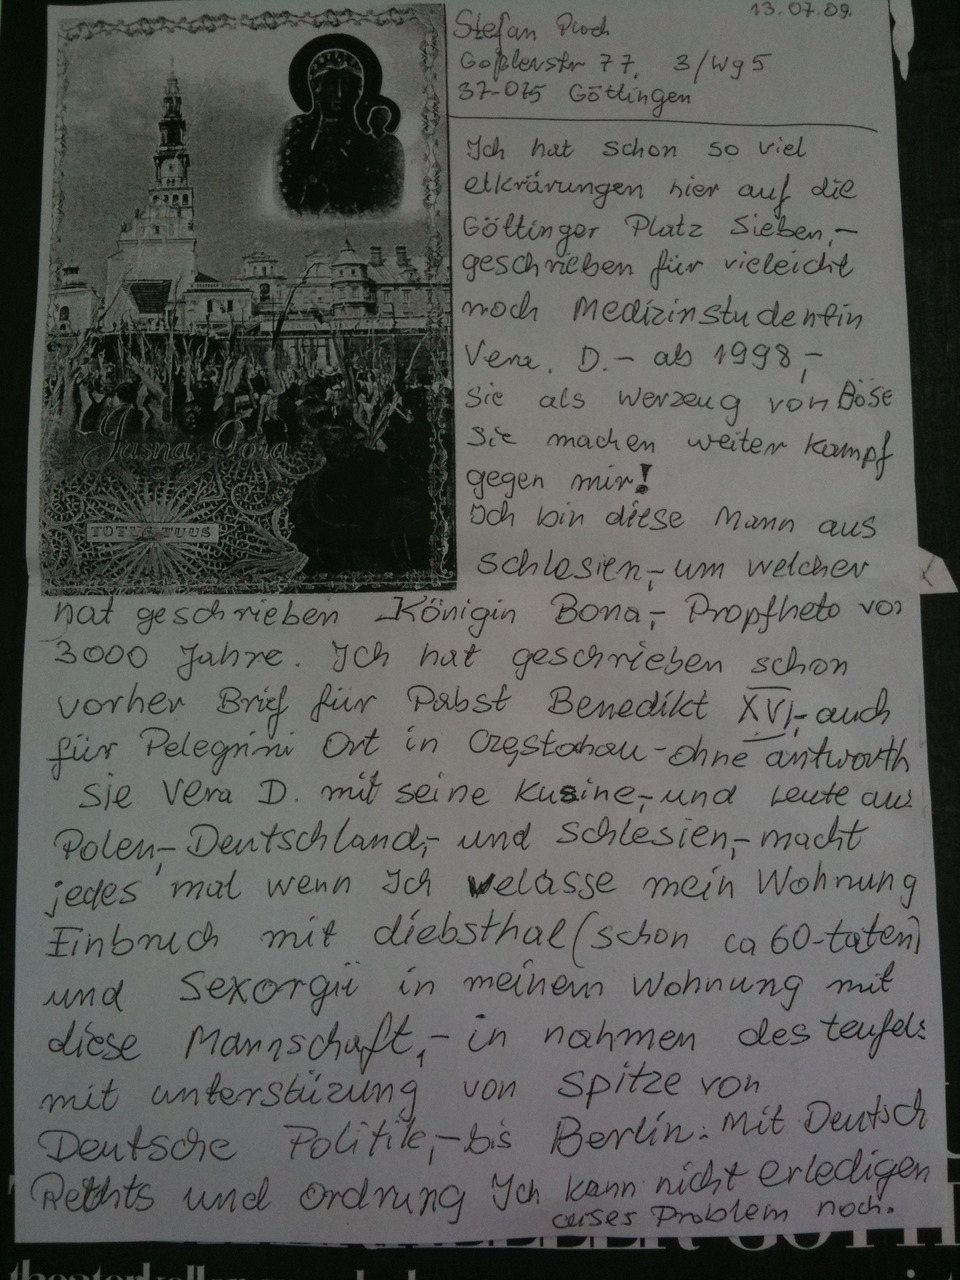 13.07.09.
Stefan
Goßlerstr 77, 3/Wg5
37-075 Göttingen
Ich hat schon so viel
elkrärungen hier auf die
Göttinger Platz Sieben,-
geschrieben für vieleicht
noch Medizinstudentin
Vera. D.- ab 1998,-
Sie als Werzeug von Böse
Sie machen weiter Kampf
gegen mir!
Ich bin diese Mann aus
Schlesien,- um welcher
hat geschrieben Königin Bona,- Propfheto vor
3000 Jahre. Ich hat geschrieben schon
vorher Brief für Pabst Benedikt XVI,- auch
für Pelegrini Ort in Częstohau - ohne antworth
Sie Vera D. mit seine Kusine,- und Leute aus
Polen,- Deutschland,- und Schlesien,- macht
jedes mal wenn Ich velasse mein Wohnung
Einbruch mit diebsthal (schon ca 60-taten)
und Sexorgii in meinem Wohnung mit
diese Mannschaft,- in nahmen des teufels
mit unterstüzung von Spitze von
Deutsche Politik,- bis Berlin. Mit Deutsch
Rethts und Ordnung Ich kann nicht erledigen
dises Problem noch.
Jasna Góra
TOTUS TUUS